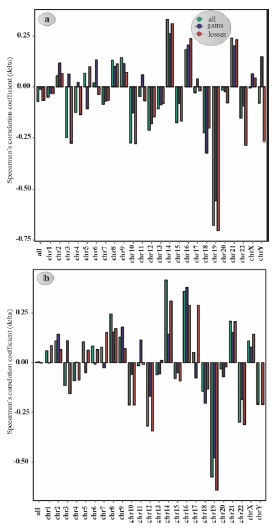 a
all
gains
losses
Spearman's correlation coefficient (delta)
0.25
0.00
-0.25
-0.50
-0.75
all
chr1
chr2
chr3
chr4
chr5
chr6
chr7
chr8
chr9
chr10
chr11
chr12
chr13
chr14
chr15
chr16
chr17
chr18
chr19
chr20
chr21
chr22
chrX
chrY
b
Spearman's correlation coefficient (delta)
0.25
0.00
-0.25
-0.50
all
chr1
chr2
chr3
chr4
chr5
chr6
chr7
chr8
chr9
chr10
chr11
chr12
chr13
chr14
chr15
chr16
chr17
chr18
chr19
chr20
chr21
chr22
chrX
chrY